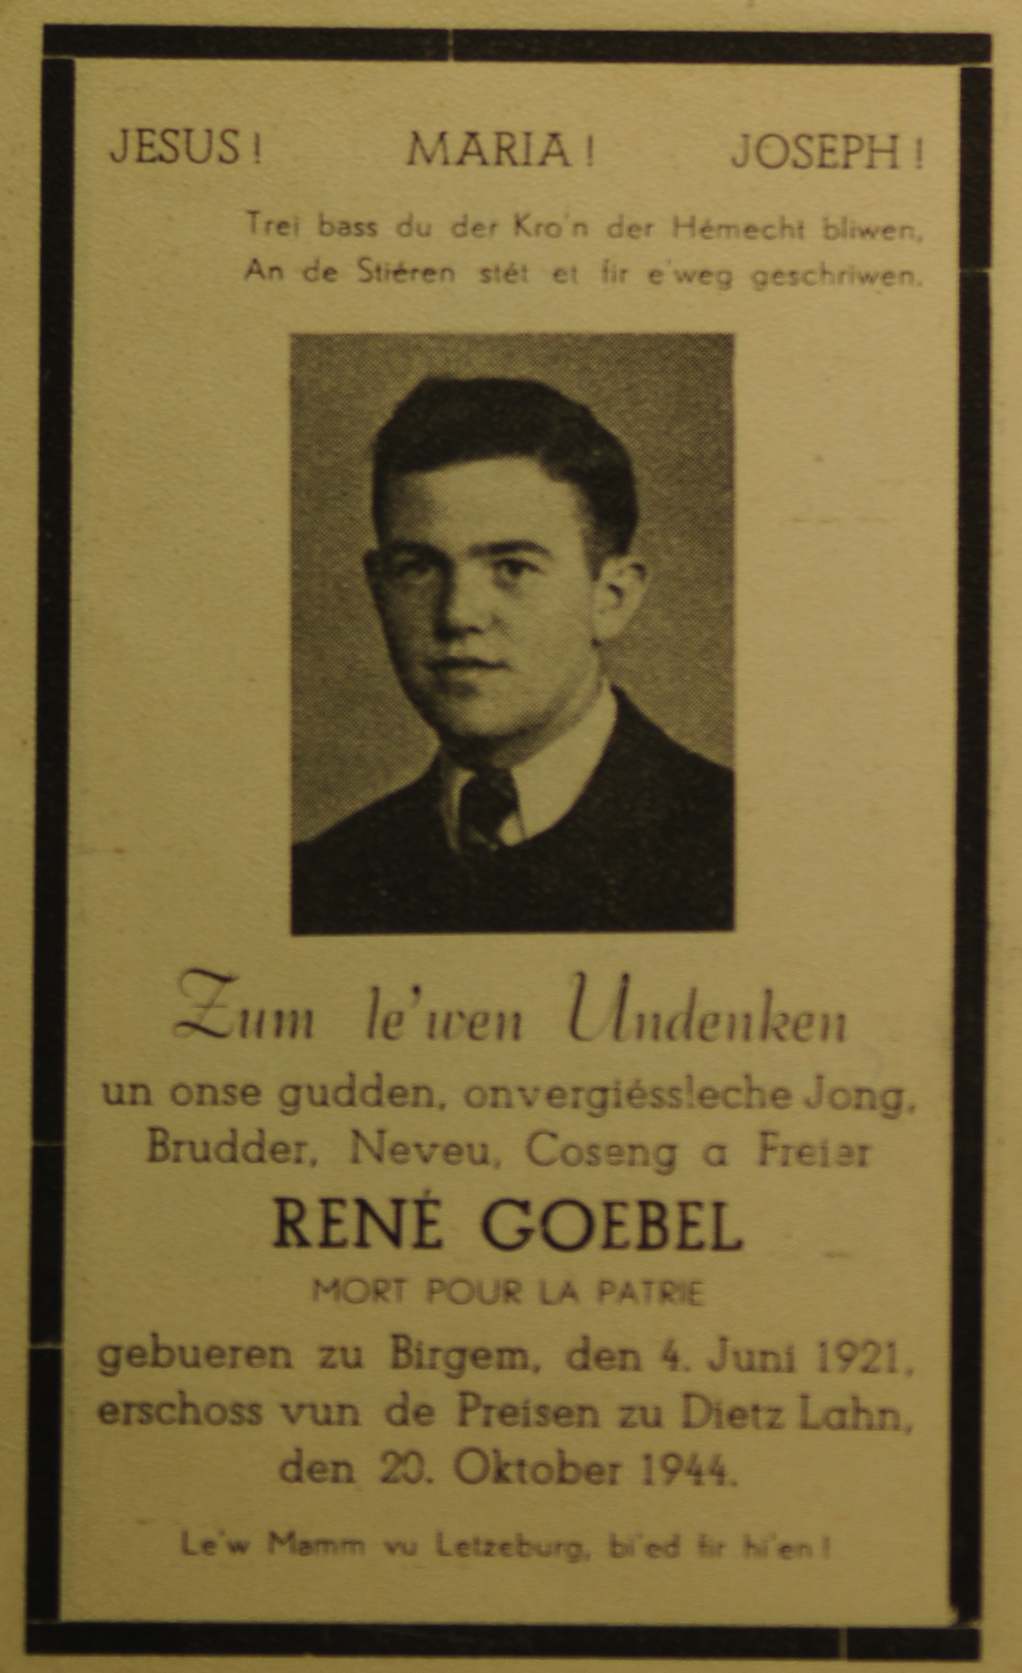 JESUS! MARIA! JOSEPH!
Trei bass du der Kro'n der Hémecht bliwen,
An de Stiéren stét et fir e'weg geschriwen.
Zum le'wen Undenken
un onse gudden, onvergiéssleche Jong,
Brudder, Neveu, Coseng a Freier
RENÉ GOEBEL
MORT POUR LA PATRIE
gebueren zu Birgem, den 4. Juni 1921,
erschoss vun de Preisen zu Dietz Lahn,
den 20. Oktober 1944.
Le'w Mamm vu Letzeburg, bi'ed fir hi'en!